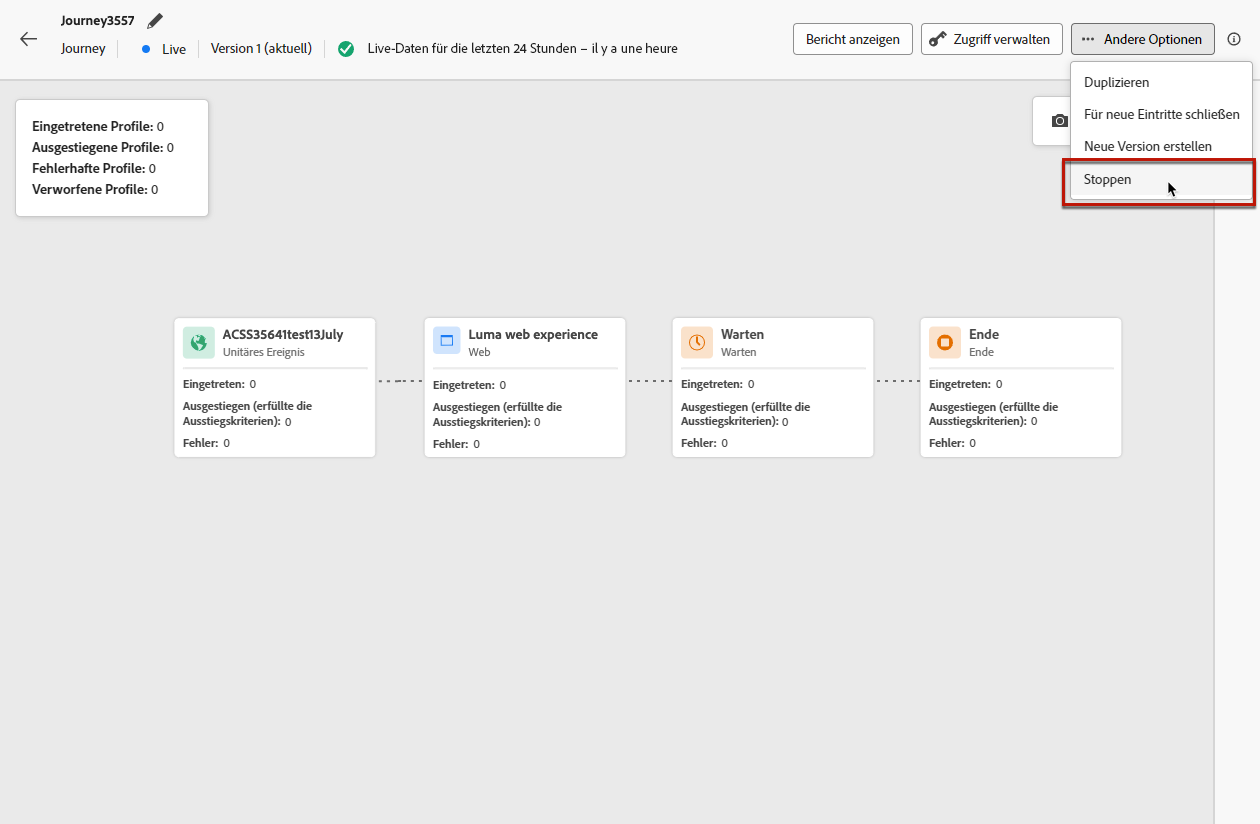 Journey3557
Journey
Live
Version 1 (aktuell)
Live-Daten für die letzten 24 Stunden – il y a une heure
Bericht anzeigen
Zugriff verwalten
Andere Optionen
Duplizieren
Für neue Eintritte schließen
Neue Version erstellen
Stoppen
Eingetretene Profile: 0
Ausgestiegene Profile: 0
Fehlerhafte Profile: 0
Verworfene Profile: 0
ACSS35641test13July
Unitäres Ereignis
Eingetreten: 0
Ausgestiegen (erfüllte die
Ausstiegskriterien): 0
Fehler: 0
Luma web experience
Web
Eingetreten: 0
Ausgestiegen (erfüllte die
Ausstiegskriterien): 0
Fehler: 0
Warten
Warten
Eingetreten: 0
Ausgestiegen (erfüllte die
Ausstiegskriterien): 0
Fehler: 0
Ende
Ende
Eingetreten: 0
Ausgestiegen (erfüllte die
Ausstiegskriterien): 0
Fehler: 0